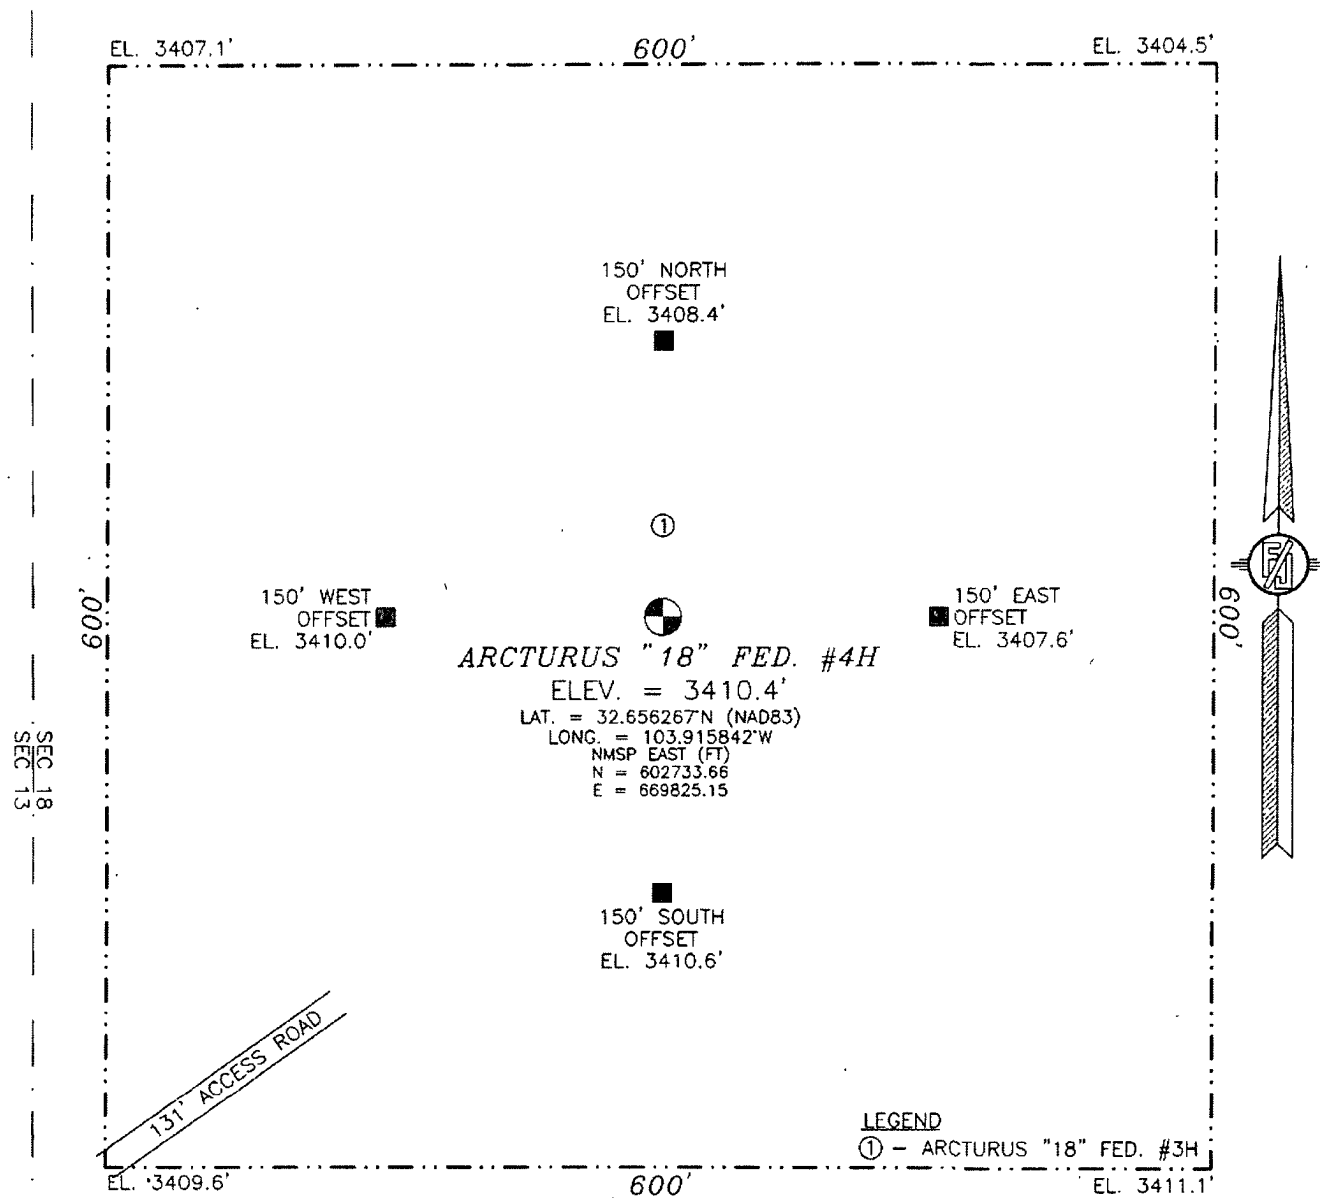 EL. 3407.1'
600'
EL. 3404.5'
150' NORTH
OFFSET
EL. 3408.4'
1
150' WEST
OFFSET
EL. 3410.0'
150' EAST
OFFSET
EL. 3407.6'
600'
600'
ARCTURUS "18" FED. #4H
ELEV. = 3410.4'
LAT. = 32.656267°N (NAD83)
LONG. = 103.915842°W
NMSP EAST (FT)
N = 602733.66
E = 669825.15
SEC 18
SEC 13
150' SOUTH
OFFSET
EL. 3410.6'
131' ACCESS ROAD
LEGEND
1 – ARCTURUS "18" FED. #3H
EL. 3409.6'
600'
EL. 3411.1'